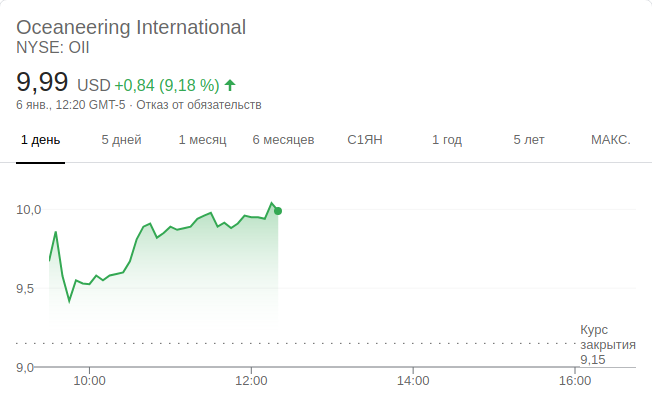 Oceaneering International
NYSE: OII
9,99 USD +0,84 (9,18 %)
6 янв., 12:20 GMT-5 · Отказ от обязательств
1 день 5 дней 1 месяц 6 месяцев С1ЯН 1 год 5 лет МАКС.
10,0
9,5
Курс
закрытия
9,15
9,0
10:00 12:00 14:00 16:00